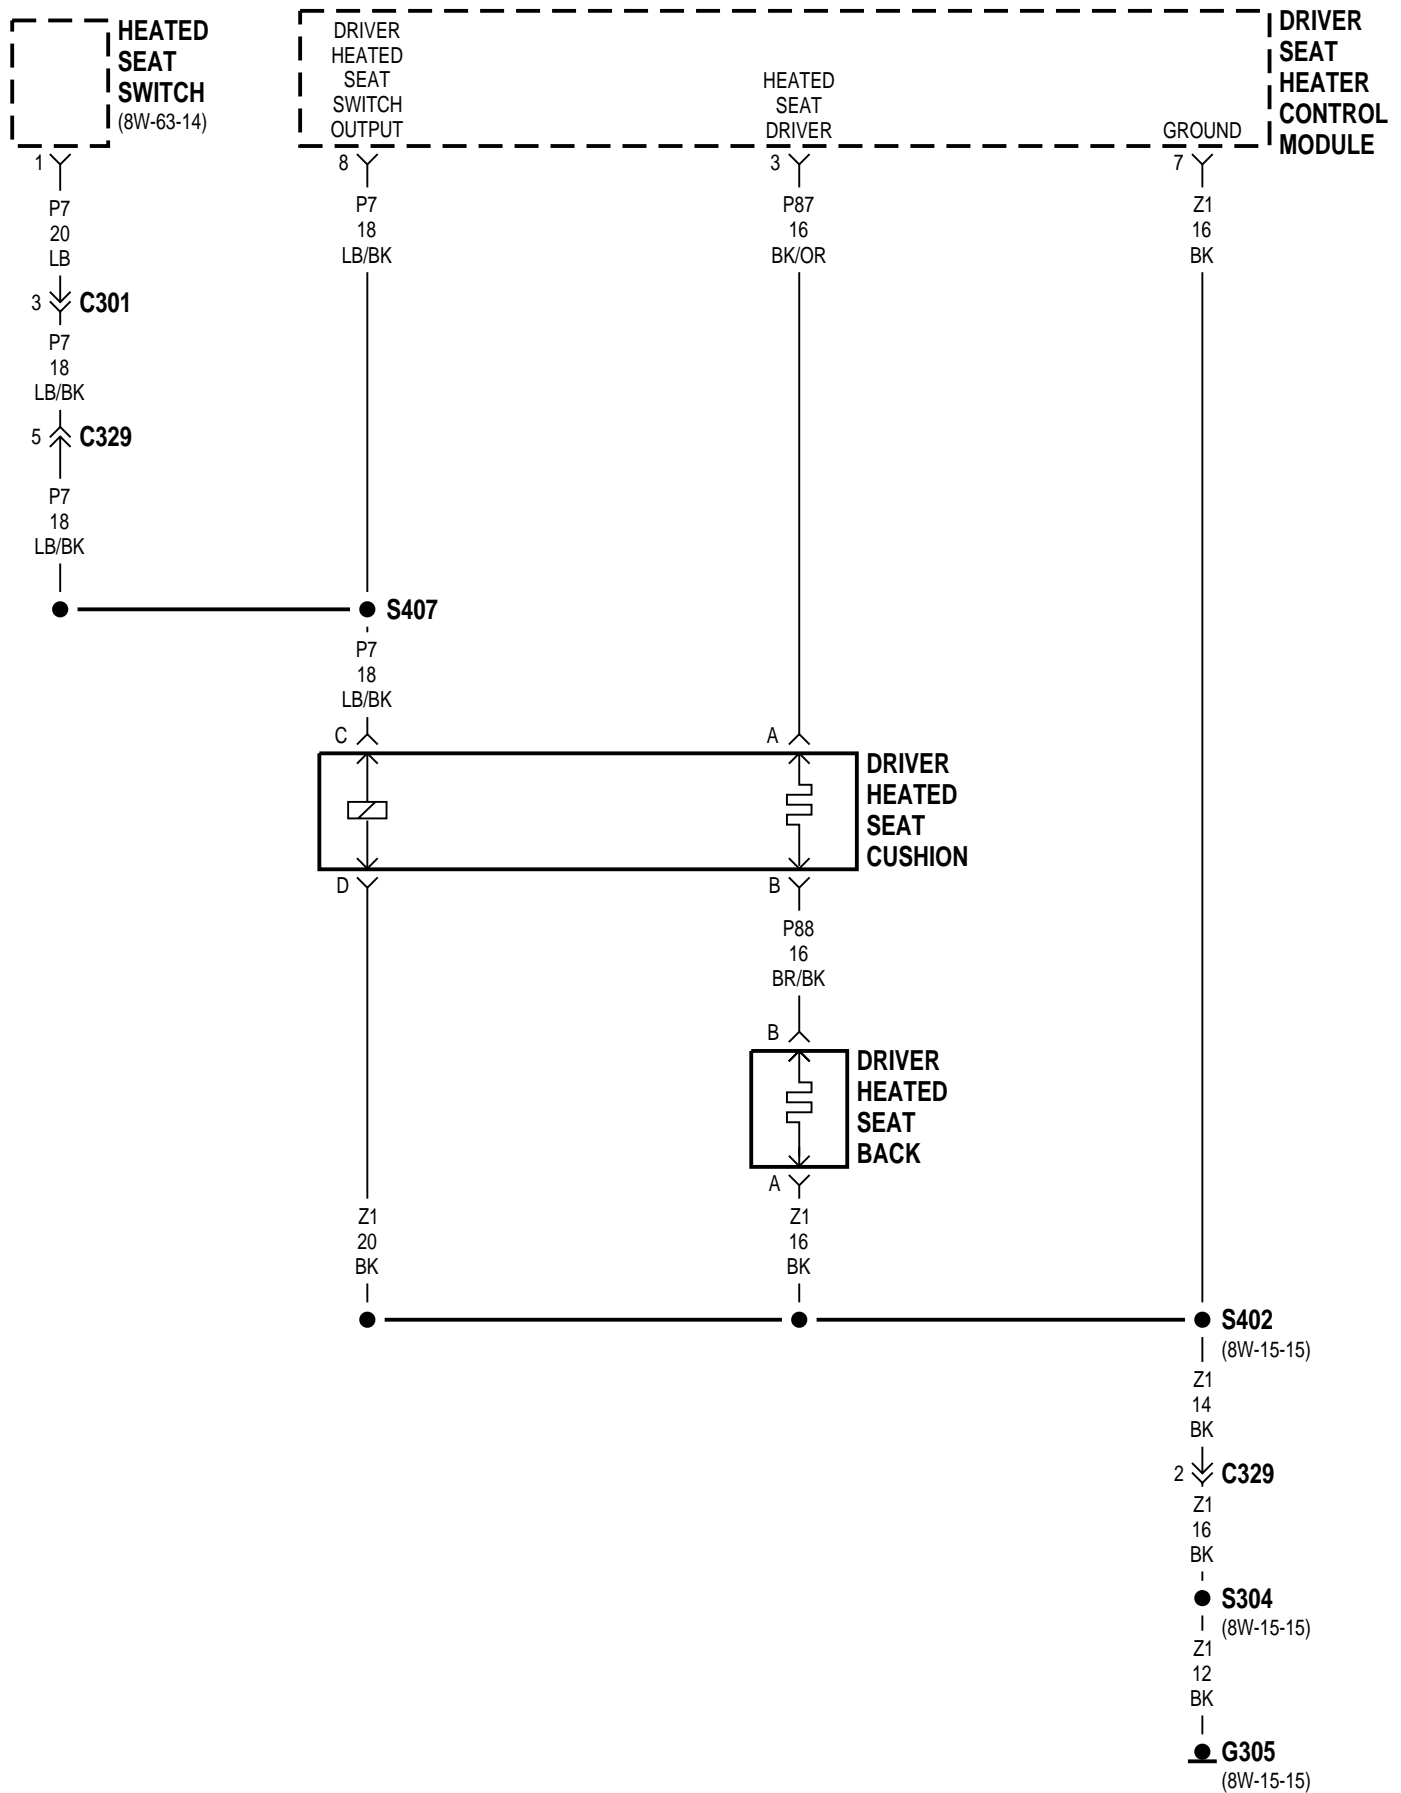 HEATED
SEAT
SWITCH
(8W-63-14)
DRIVER
HEATED
SEAT
SWITCH
OUTPUT
HEATED
SEAT
DRIVER
GROUND
DRIVER
SEAT
HEATER
CONTROL
MODULE
1
8
3
7
P7
20
LB
P7
18
LB/BK
P87
16
BK/OR
Z1
16
BK
3
C301
P7
18
LB/BK
5
C329
P7
18
LB/BK
S407
P7
18
LB/BK
C
A
DRIVER
HEATED
SEAT
CUSHION
D
B
P88
16
BR/BK
B
DRIVER
HEATED
SEAT
BACK
A
Z1
20
BK
Z1
16
BK
S402
(8W-15-15)
Z1
14
BK
2
C329
Z1
16
BK
S304
(8W-15-15)
Z1
12
BK
G305
(8W-15-15)